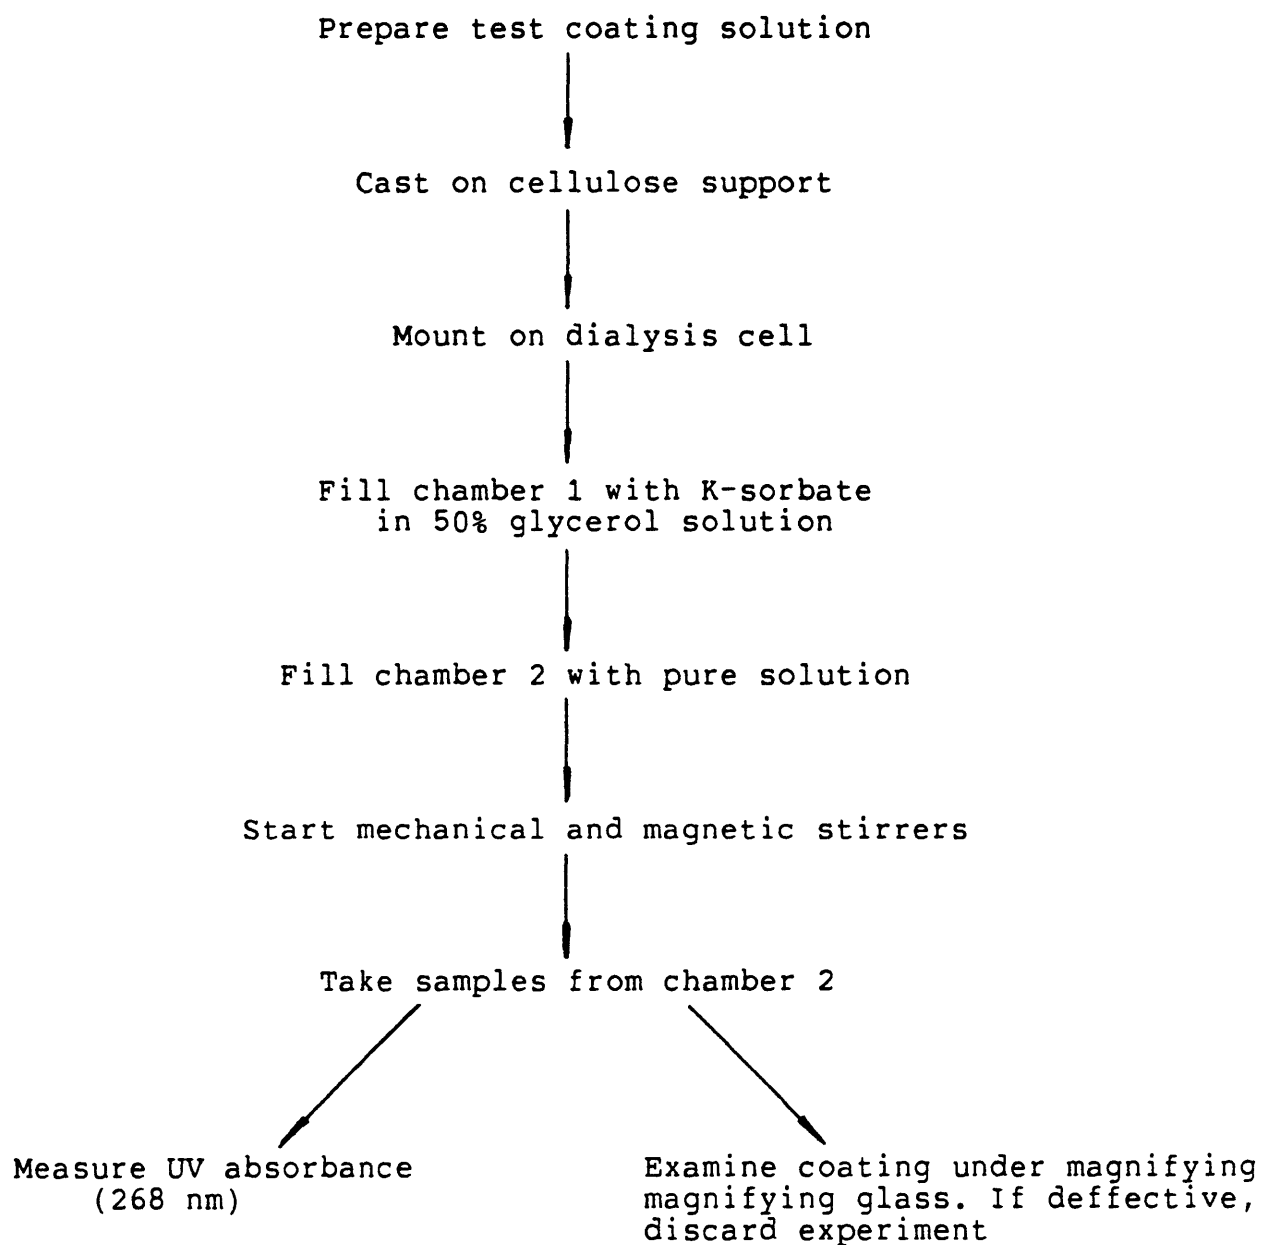 Prepare test coating solution
Cast on cellulose support
Mount on dialysis cell
Fill chamber 1 with K-sorbate
in 50% glycerol solution
Fill chamber 2 with pure solution
Start mechanical and magnetic stirrers
Take samples from chamber 2
Measure UV absorbance
(268 nm)
Examine coating under magnifying
magnifying glass. If deffective,
discard experiment